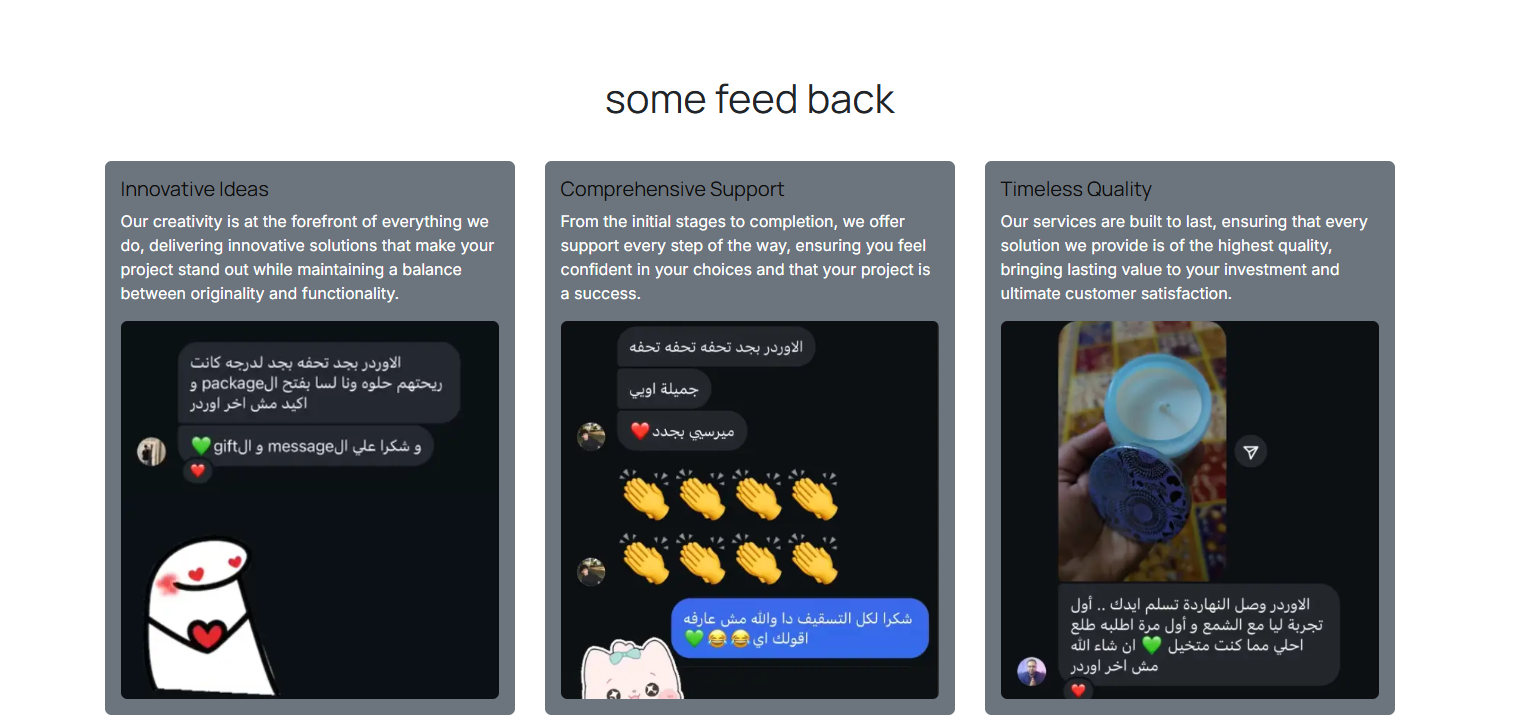 some feed back
Innovative Ideas
Our creativity is at the forefront of everything we
do, delivering innovative solutions that make your
project stand out while maintaining a balance
between originality and functionality.
الاوردر بجد تحفه بجد لدرجه كانت
ريحتهم حلوه ونا لسا بفتح الpackage و
اكيد مش اخر اوردر
و شكرا علي الmessage و الgift💚
❤️
Comprehensive Support
From the initial stages to completion, we offer
support every step of the way, ensuring you feel
confident in your choices and that your project is
a success.
الاوردر بجد تحفه تحفه تحفه
جميلة اويي
ميرسيي بجدد ❤️
👏👏👏👏
👏👏👏👏
شكرا لكل التسقيف دا والله مش عارفه
اقولك اي 😂😂💚
Timeless Quality
Our services are built to last, ensuring that every
solution we provide is of the highest quality,
bringing lasting value to your investment and
ultimate customer satisfaction.
الاوردر وصل النهاردة تسلم ايدك .. أول
تجربة ليا مع الشمع و أول مرة اطلبه طلع
احلي مما كنت متخيل 💚 ان شاء الله
مش اخر اوردر
❤️